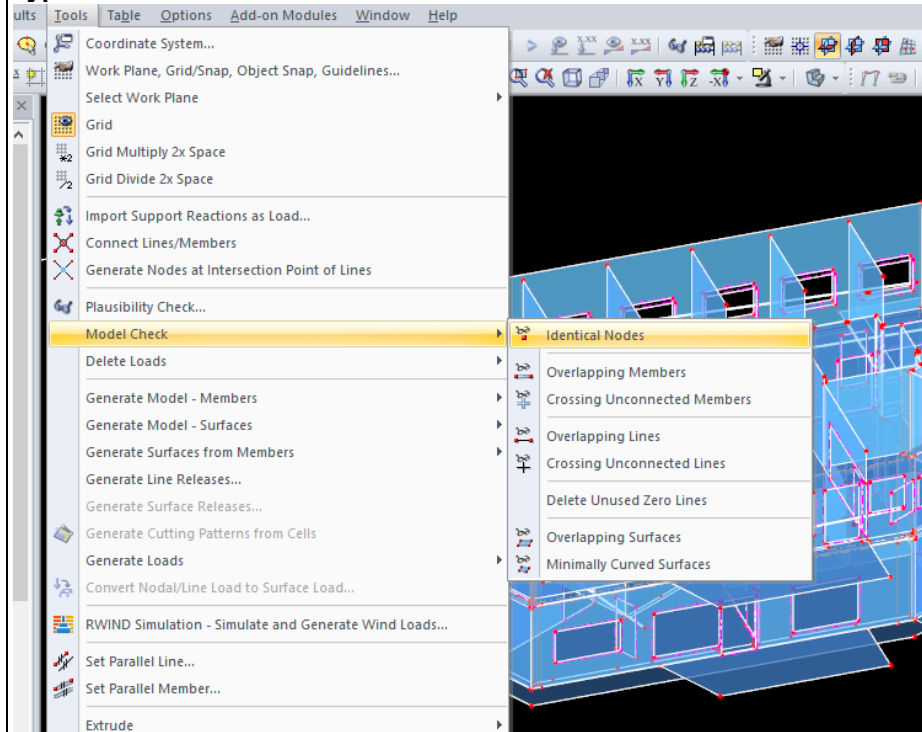 ults Tools Table Options Add-on Modules Window Help
Coordinate System...
Work Plane, Grid/Snap, Object Snap, Guidelines...
Select Work Plane
Grid
Grid Multiply 2x Space
Grid Divide 2x Space
Import Support Reactions as Load...
Connect Lines/Members
Generate Nodes at Intersection Point of Lines
Plausibility Check...
Model Check
Delete Loads
Generate Model - Members
Generate Model - Surfaces
Generate Surfaces from Members
Generate Line Releases...
Generate Surface Releases...
Generate Cutting Patterns from Cells
Generate Loads
Convert Nodal/Line Load to Surface Load...
RWIND Simulation - Simulate and Generate Wind Loads...
Set Parallel Line...
Set Parallel Member...
Extrude
Identical Nodes
Overlapping Members
Crossing Unconnected Members
Overlapping Lines
Crossing Unconnected Lines
Delete Unused Zero Lines
Overlapping Surfaces
Minimally Curved Surfaces